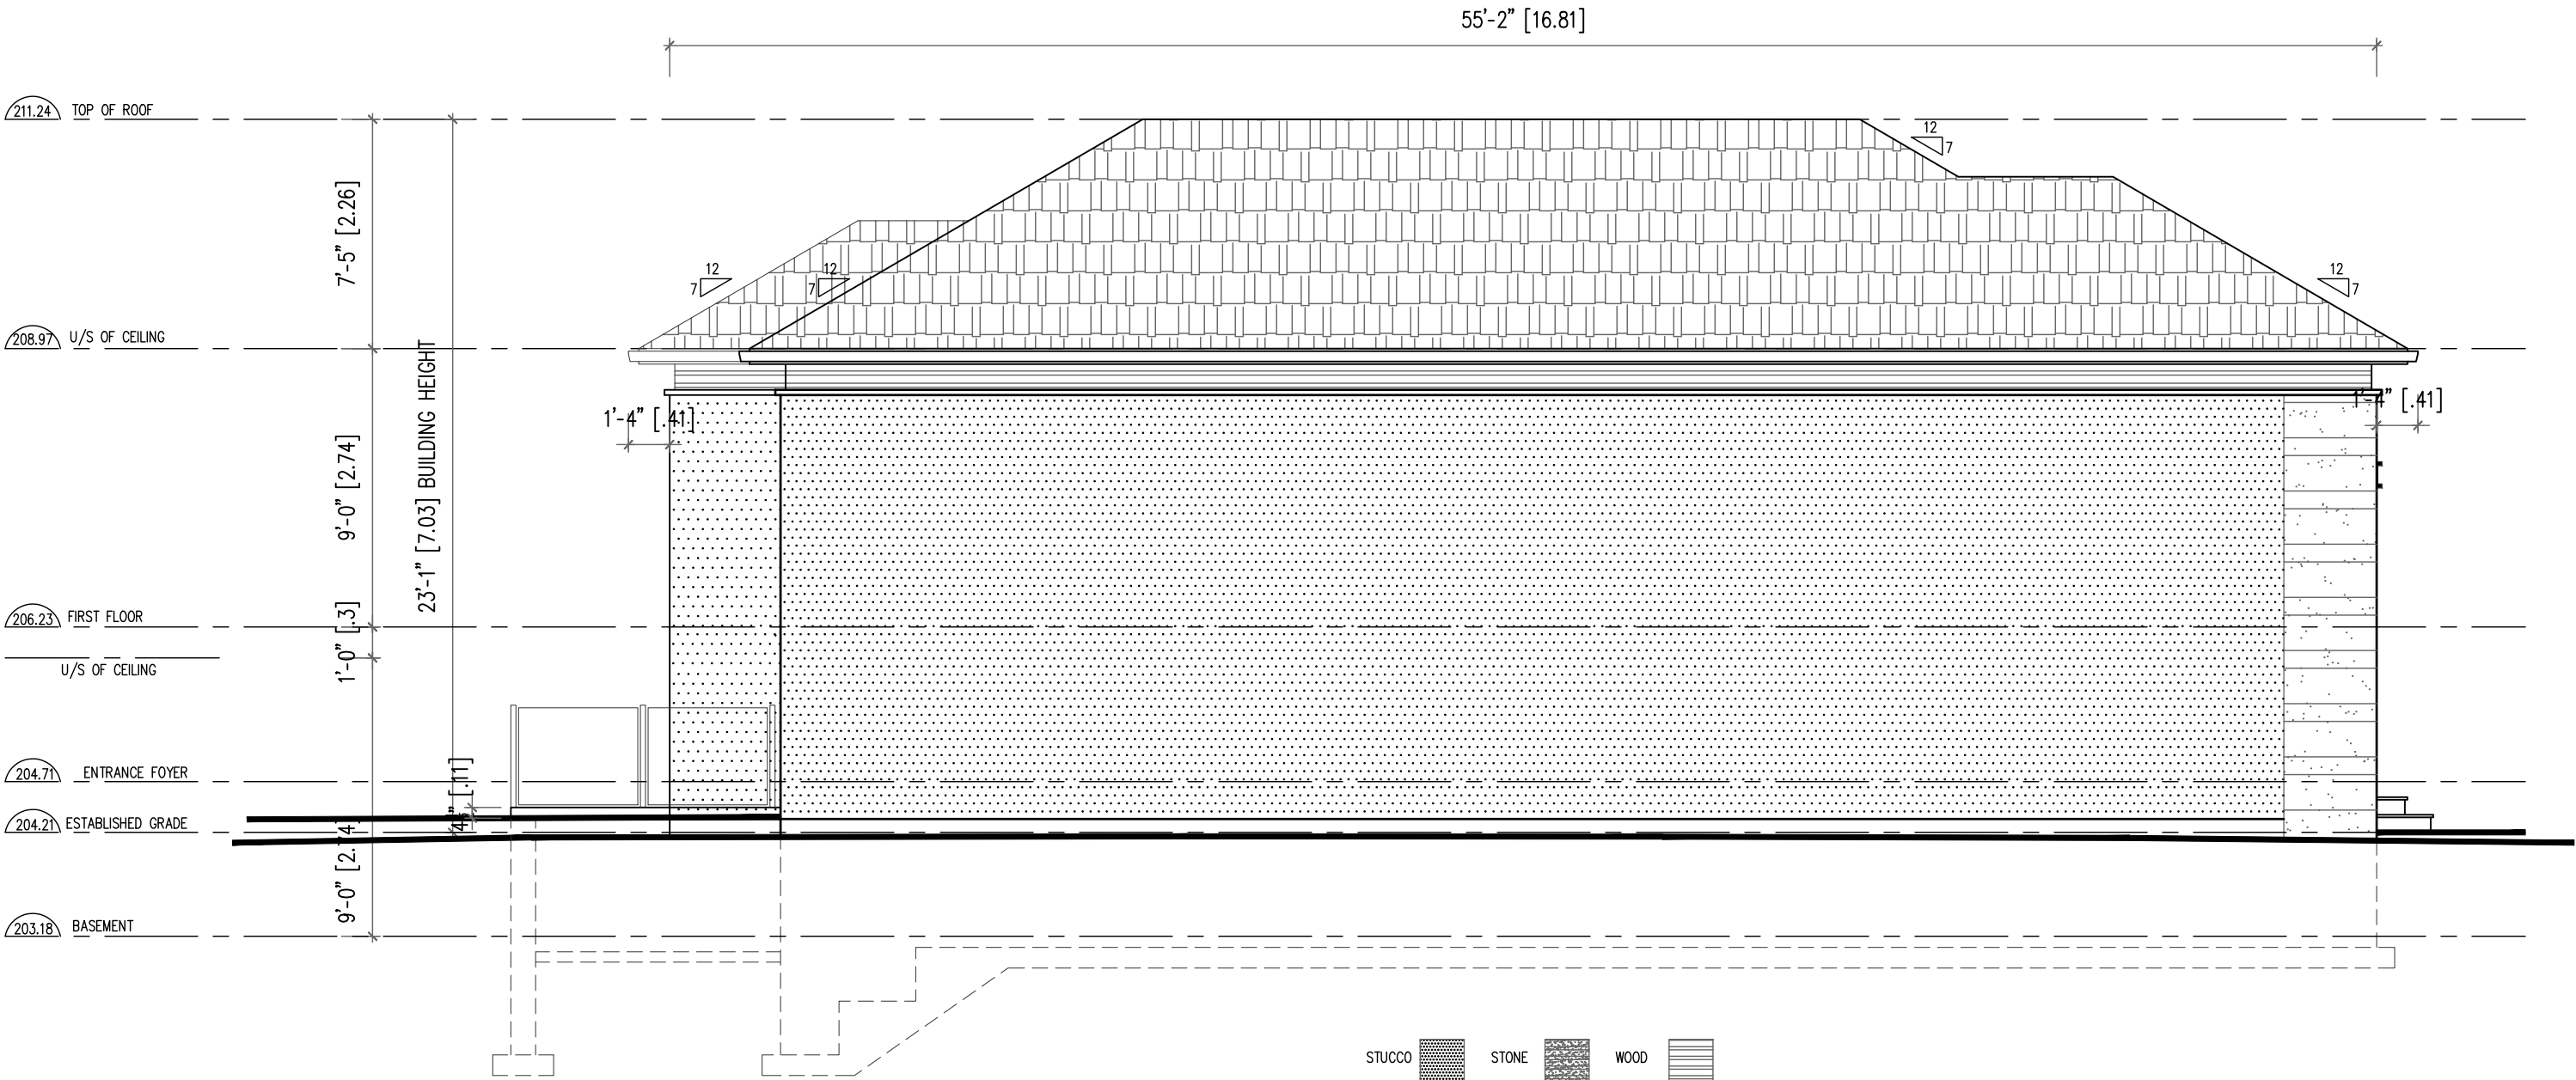 55'-2" [16.81]
211.24 TOP OF ROOF
12
7
7'-5" [2.26]
12
7
12
7
12
7
208.97 U/S OF CEILING
1'-4" [.41]
1'-4" [.41]
9'-0" [2.74]
23'-1" [7.03] BUILDING HEIGHT
206.23 FIRST FLOOR
1'-0" [.3]
U/S OF CEILING
204.71 ENTRANCE FOYER
[.11]
204.21 ESTABLISHED GRADE
9'-0"
203.18 BASEMENT
STUCCO STONE WOOD